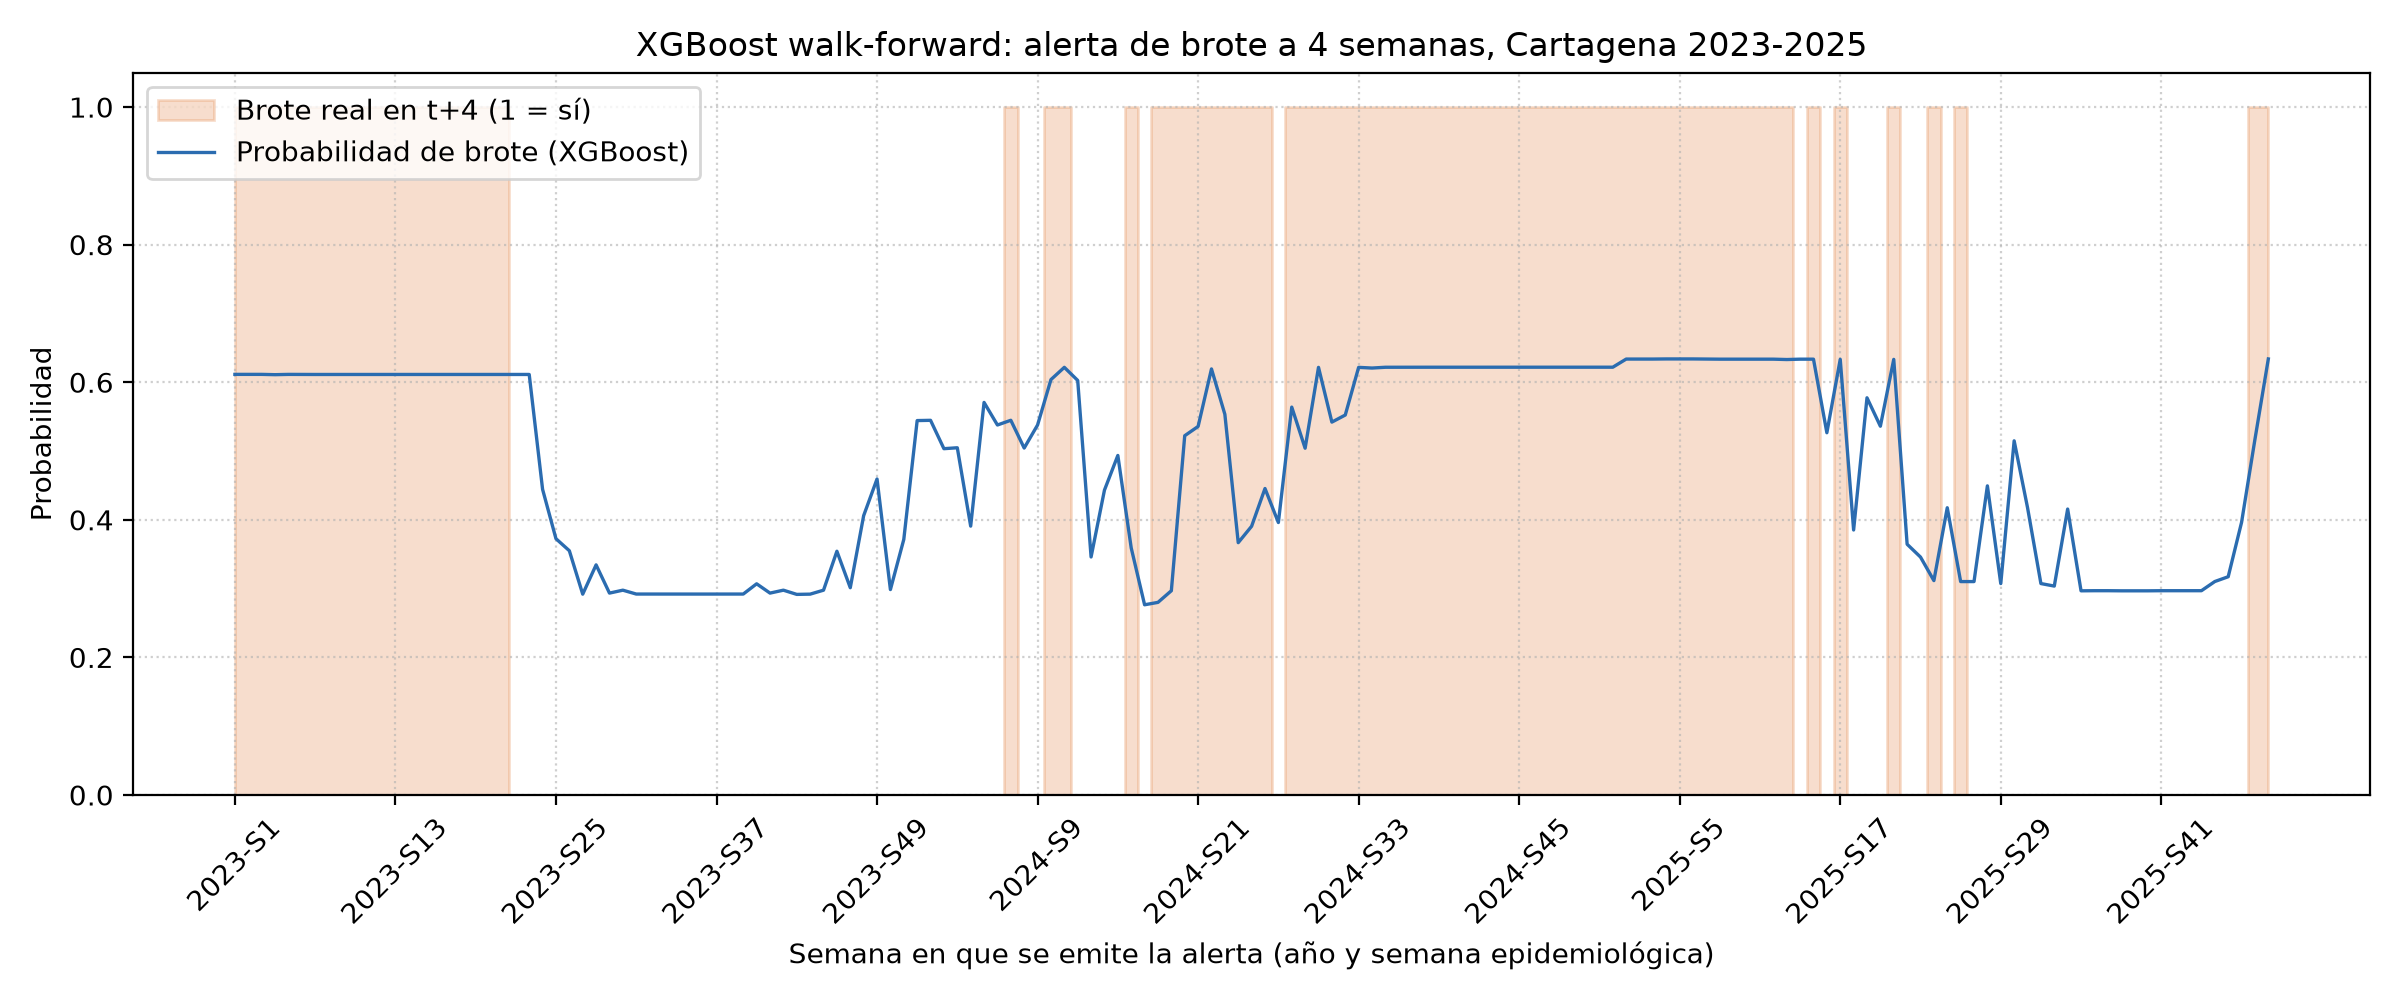 XGBoost walk-forward: alerta de brote a 4 semanas, Cartagena 2023-2025
Brote real en t+4 (1 = sí)
Probabilidad de brote (XGBoost)
Probabilidad
1.0
0.8
0.6
0.4
0.2
0.0
2023-S1
2023-S13
2023-S25
2023-S37
2023-S49
2024-S9
2024-S21
2024-S33
2024-S45
2025-S5
2025-S17
2025-S29
2025-S41
Semana en que se emite la alerta (año y semana epidemiológica)